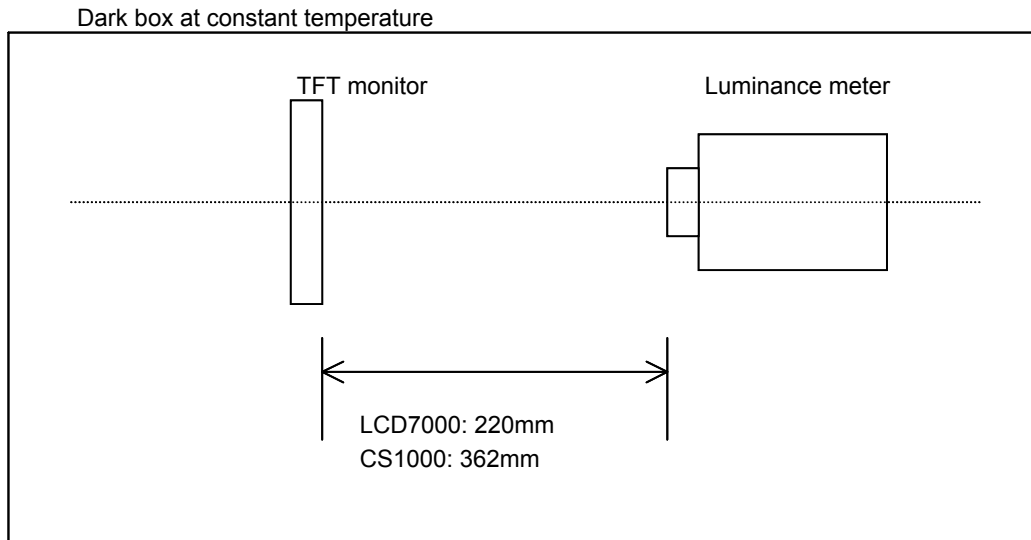 Dark box at constant temperature
TFT monitor
Luminance meter
LCD7000: 220mm
CS1000: 362mm